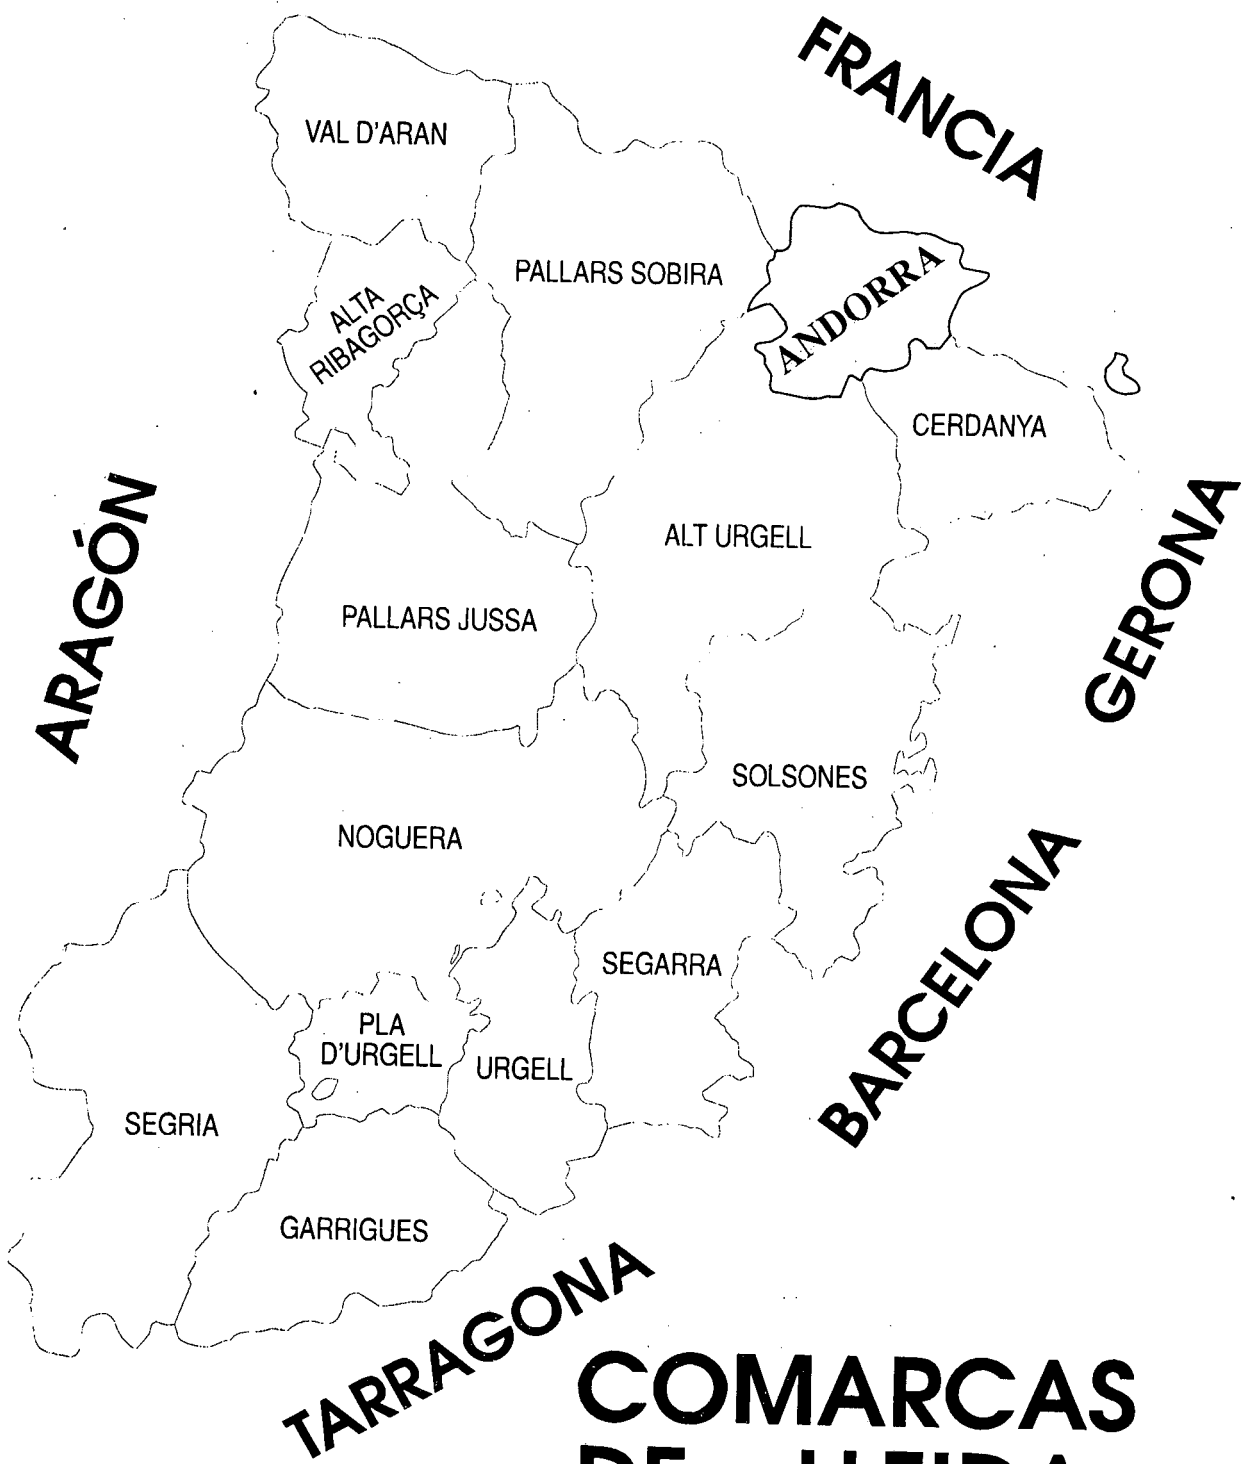 FRANCIA
VAL D'ARAN
PALLARS SOBIRA
ANDORRA
ALTA
RIBAGORÇA
CERDANYA
ARAGÓN
ALT URGELL
GERONA
PALLARS JUSSA
SOLSONES
NOGUERA
BARCELONA
SEGARRA
PLA
D'URGELL
URGELL
SEGRIA
GARRIGUES
TARRAGONA
COMARCAS